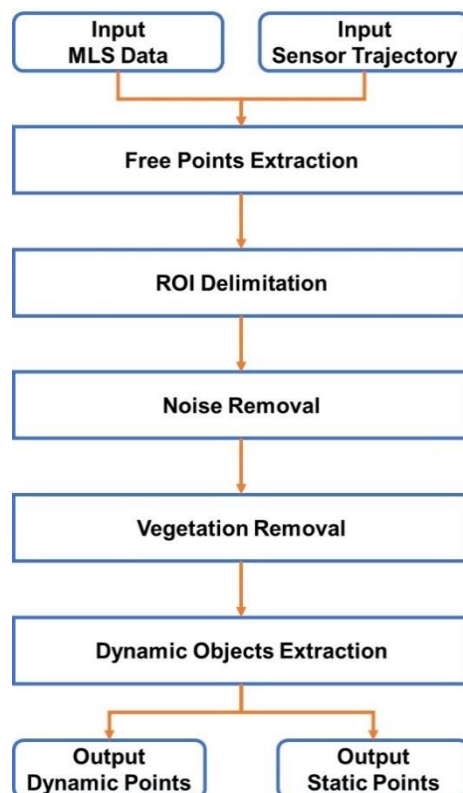 Input
MLS Data
Input
Sensor Trajectory
Free Points Extraction
ROI Delimitation
Noise Removal
Vegetation Removal
Dynamic Objects Extraction
Output
Dynamic Points
Output
Static Points